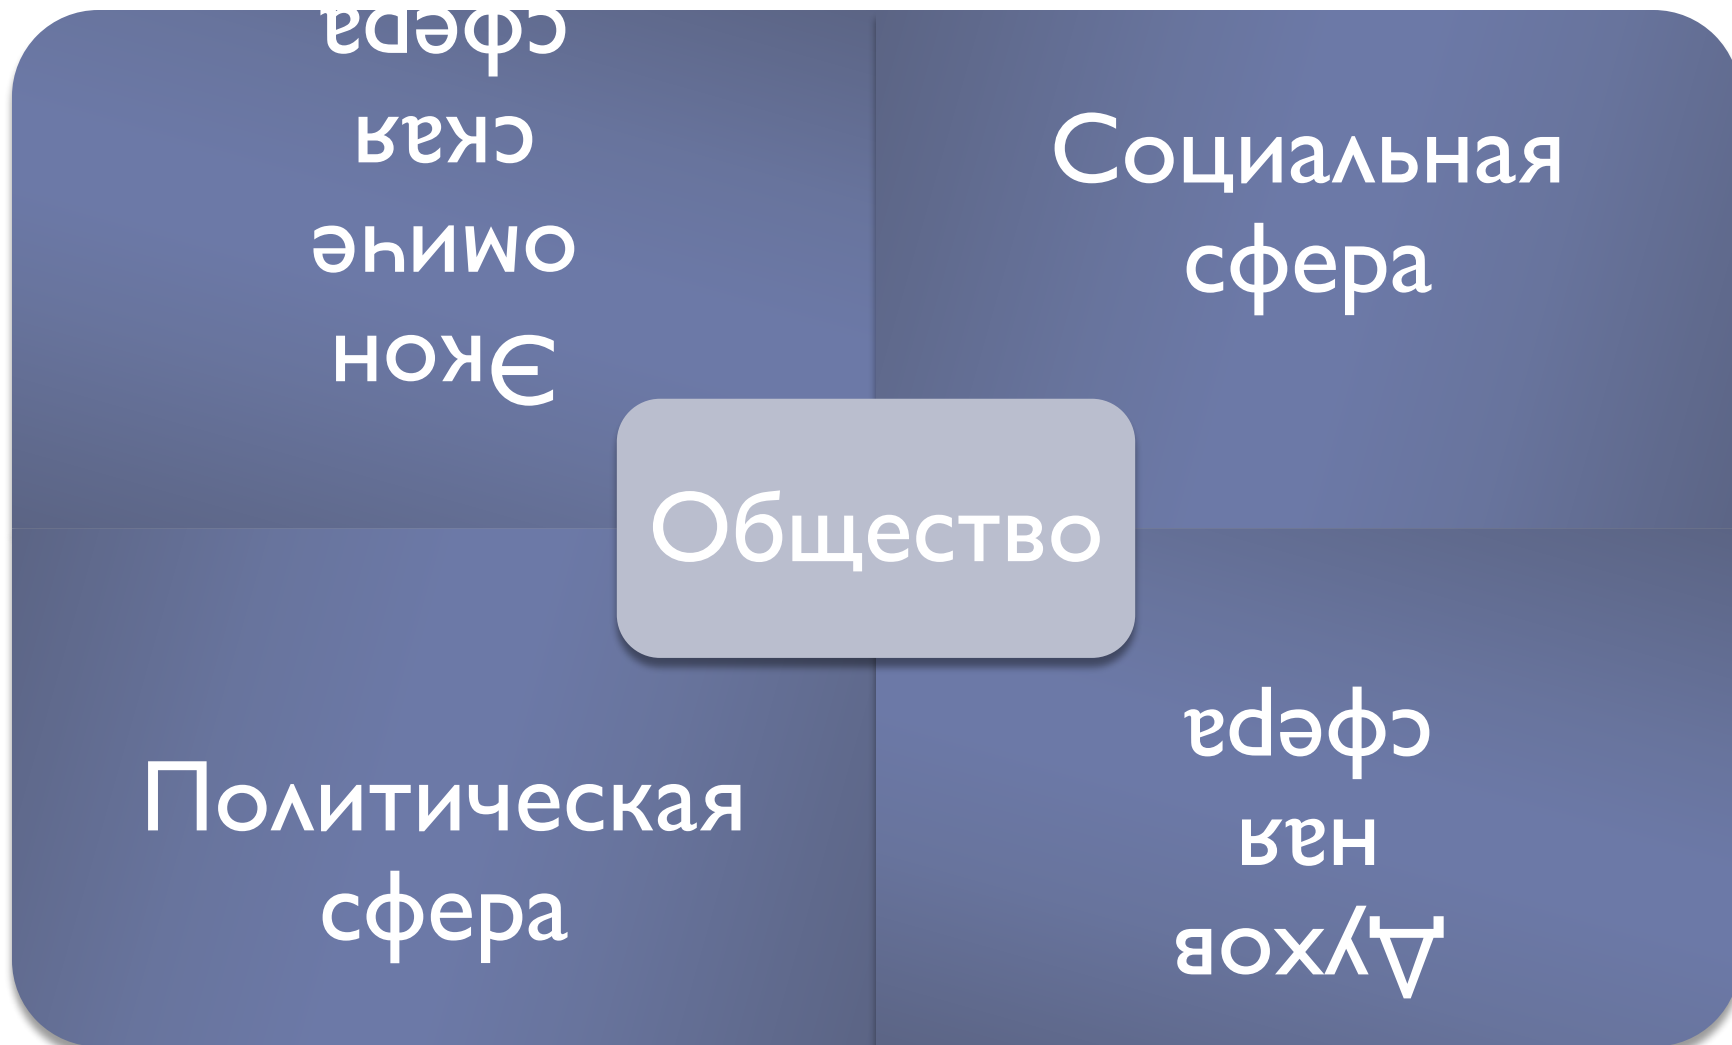 Экон
омиче
ская
сфера
Социальная
сфера
Общество
Политическая
сфера
Духов
ная
сфера